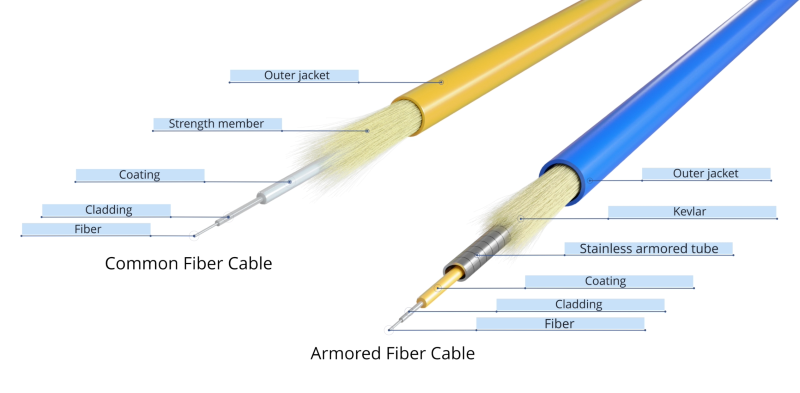 Outer jacket
Strength member
Coating
Cladding
Fiber
Common Fiber Cable
Outer jacket
Kevlar
Stainless armored tube
Coating
Cladding
Fiber
Armored Fiber Cable